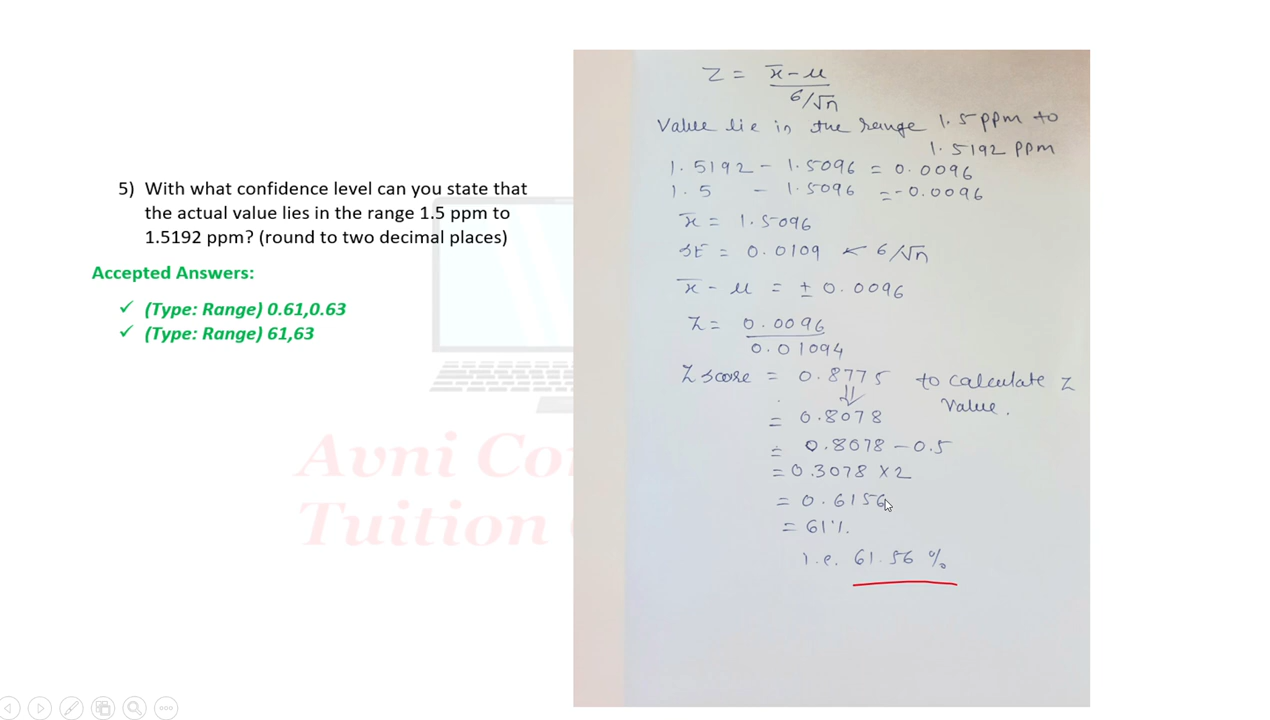 5) With what confidence level can you state that
the actual value lies in the range 1.5 ppm to
1.5192 ppm? (round to two decimal places)
Accepted Answers:
✓ (Type: Range) 0.61,0.63
✓ (Type: Range) 61,63
Avni Co
Tuition
Z = x̄ - μ
6/√n
Value lie in the range 1.5 ppm to
1.5192 ppm
1.5192 - 1.5096 = 0.0096
1.5 - 1.5096 = -0.0096
x̄ = 1.5096
SE = 0.0109 ← 6/√n
x̄ - μ = ± 0.0096
Z = 0.0096
0.01094
Z score = 0.8775 to calculate Z
⇓ Value.
= 0.8078
= 0.8078 - 0.5
= 0.3078 × 2
= 0.6156
= 61%.
i.e. 61.56 %